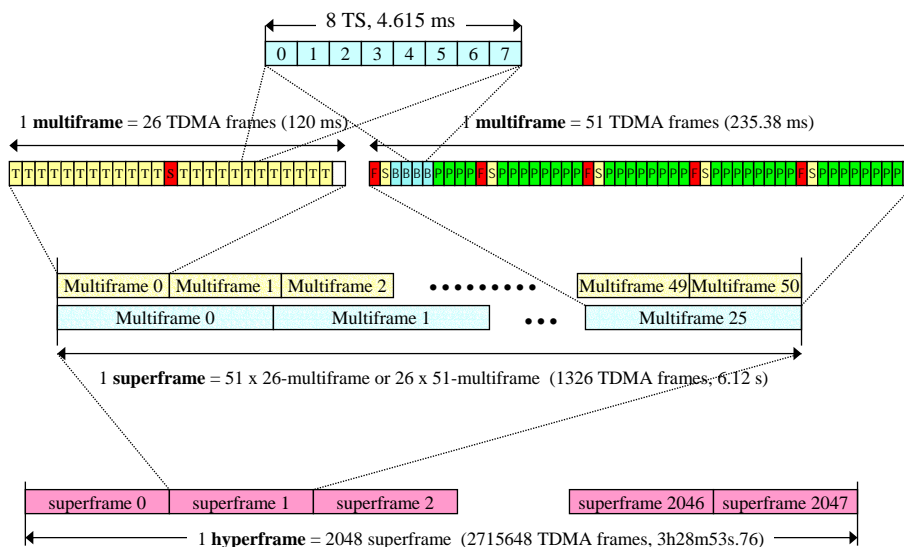 8 TS, 4.615 ms
0 1 2 3 4 5 6 7
1 multiframe = 26 TDMA frames (120 ms)
1 multiframe = 51 TDMA frames (235.38 ms)
T T T T T T T T T T T T S T T T T T T T T T T T T
F S B B B B P P P P F S P P P P P P P P F S P P P P P P P P F S P P P P P P P P F S P P P P P P P P
Multiframe 0 Multiframe 1 Multiframe 2 Multiframe 49 Multiframe 50
Multiframe 0 Multiframe 1 Multiframe 25
1 superframe = 51 x 26-multiframe or 26 x 51-multiframe (1326 TDMA frames, 6.12 s)
superframe 0 superframe 1 superframe 2 superframe 2046 superframe 2047
1 hyperframe = 2048 superframe (2715648 TDMA frames, 3h28m53s.76)